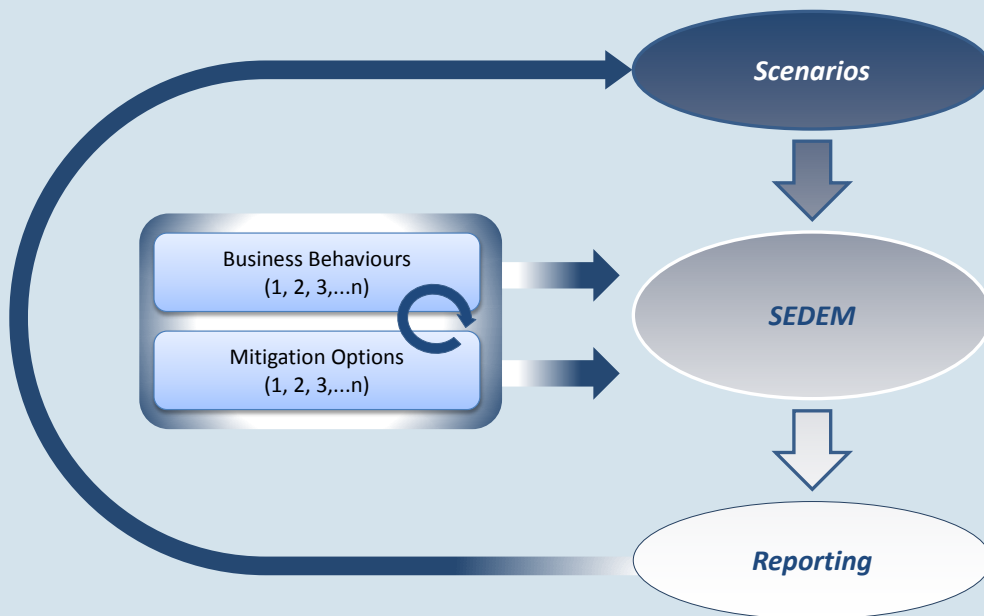 Scenarios
Business Behaviours
(1, 2, 3,...n)
SEDEM
Mitigation Options
(1, 2, 3,...n)
Reporting